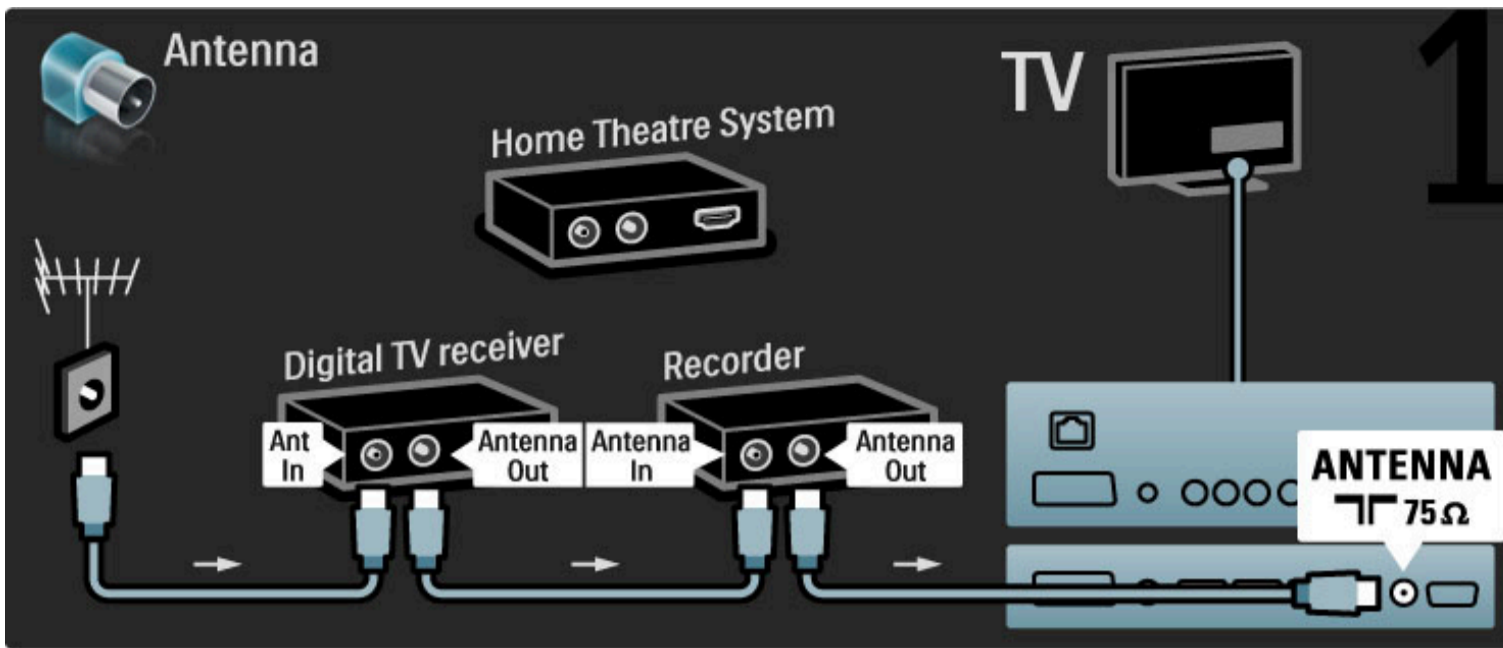 Antenna
TV
1
Home Theatre System
Digital TV receiver
Recorder
Ant
In
Antenna
Out
Antenna
In
Antenna
Out
ANTENNA
75 Ω